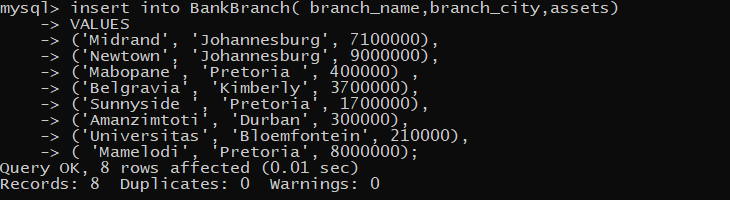 mysql> insert into BankBranch( branch_name,branch_city,assets)
    -> VALUES
    -> ('Midrand', 'Johannesburg', 7100000),
    -> ('Newtown', 'Johannesburg', 9000000),
    -> ('Mabopane', 'Pretoria ', 400000) ,
    -> ('Belgravia', 'Kimberly', 3700000),
    -> ('Sunnyside ', 'Pretoria', 1700000),
    -> ('Amanzimtoti', 'Durban', 300000),
    -> ('Universitas', 'Bloemfontein', 210000),
    -> ( 'Mamelodi', 'Pretoria', 8000000);
Query OK, 8 rows affected (0.01 sec)
Records: 8  Duplicates: 0  Warnings: 0